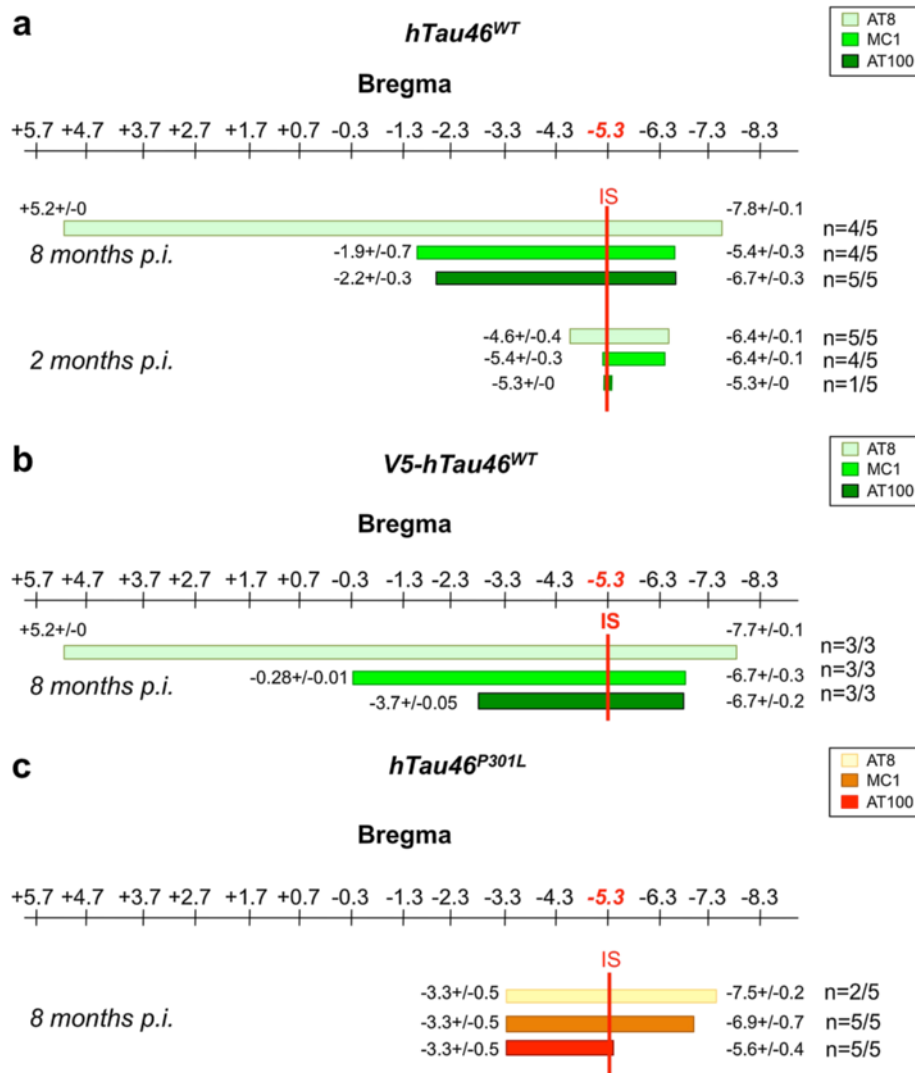 a
hTau46WT
AT8
MC1
AT100
Bregma
+5.7 +4.7 +3.7 +2.7 +1.7 +0.7 -0.3 -1.3 -2.3 -3.3 -4.3 -5.3 -6.3 -7.3 -8.3
IS
+5.2+/-0 -7.8+/-0.1 n=4/5
8 months p.i. -1.9+/-0.7 -5.4+/-0.3 n=4/5
-2.2+/-0.3 -6.7+/-0.3 n=5/5
-4.6+/-0.4 -6.4+/-0.1 n=5/5
2 months p.i. -5.4+/-0.3 -6.4+/-0.1 n=4/5
-5.3+/-0 -5.3+/-0 n=1/5
b
V5-hTau46WT
AT8
MC1
AT100
Bregma
+5.7 +4.7 +3.7 +2.7 +1.7 +0.7 -0.3 -1.3 -2.3 -3.3 -4.3 -5.3 -6.3 -7.3 -8.3
IS
+5.2+/-0 -7.7+/-0.1 n=3/3
8 months p.i. -0.28+/-0.01 -6.7+/-0.3 n=3/3
-3.7+/-0.05 -6.7+/-0.2 n=3/3
c
hTau46P301L
AT8
MC1
AT100
Bregma
+5.7 +4.7 +3.7 +2.7 +1.7 +0.7 -0.3 -1.3 -2.3 -3.3 -4.3 -5.3 -6.3 -7.3 -8.3
IS
-3.3+/-0.5 -7.5+/-0.2 n=2/5
8 months p.i. -3.3+/-0.5 -6.9+/-0.7 n=5/5
-3.3+/-0.5 -5.6+/-0.4 n=5/5